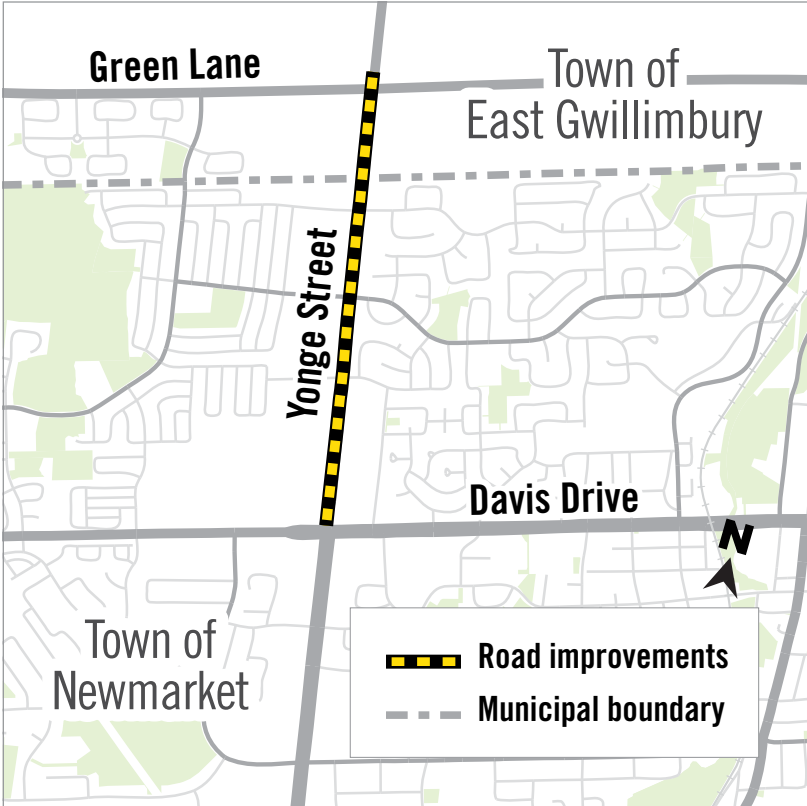 Green Lane
Town of
East Gwillimbury
Yonge Street
Davis Drive
N
Town of
Newmarket
Road improvements
Municipal boundary